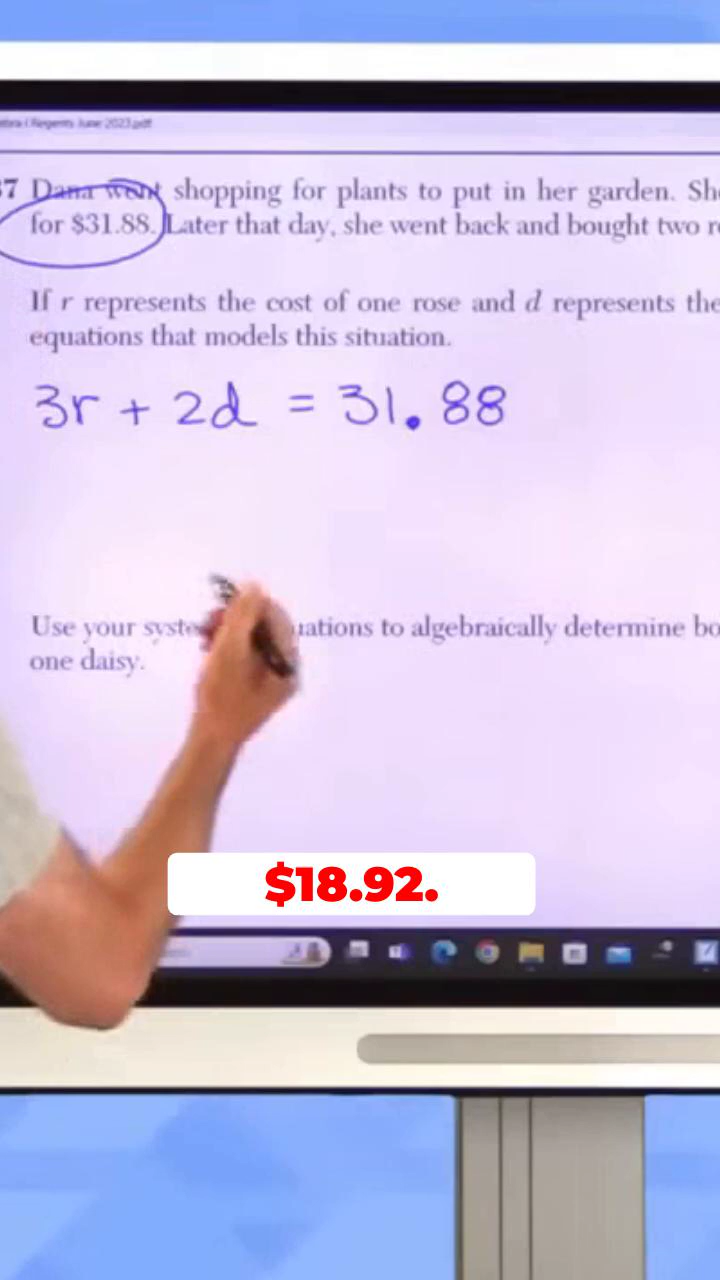 Regents June 2023.pdf
37 Dana went shopping for plants to put in her garden. Sh
for $31.88. Later that day, she went back and bought two r
If r represents the cost of one rose and d represents the
equations that models this situation.
3r + 2d = 31.88
Use your syste uations to algebraically determine bo
one daisy.
$18.92.